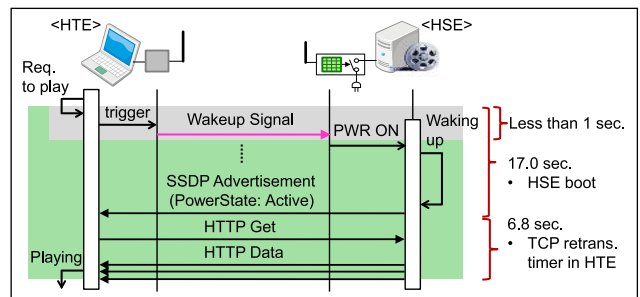 <HTE>
<HSE>
Req.
to play
trigger
Wakeup Signal
PWR ON
Waking
up
Less than 1 sec.
17.0 sec.
• HSE boot
SSDP Advertisement
(PowerState: Active)
HTTP Get
6.8 sec.
• TCP retrans.
timer in HTE
HTTP Data
Playing